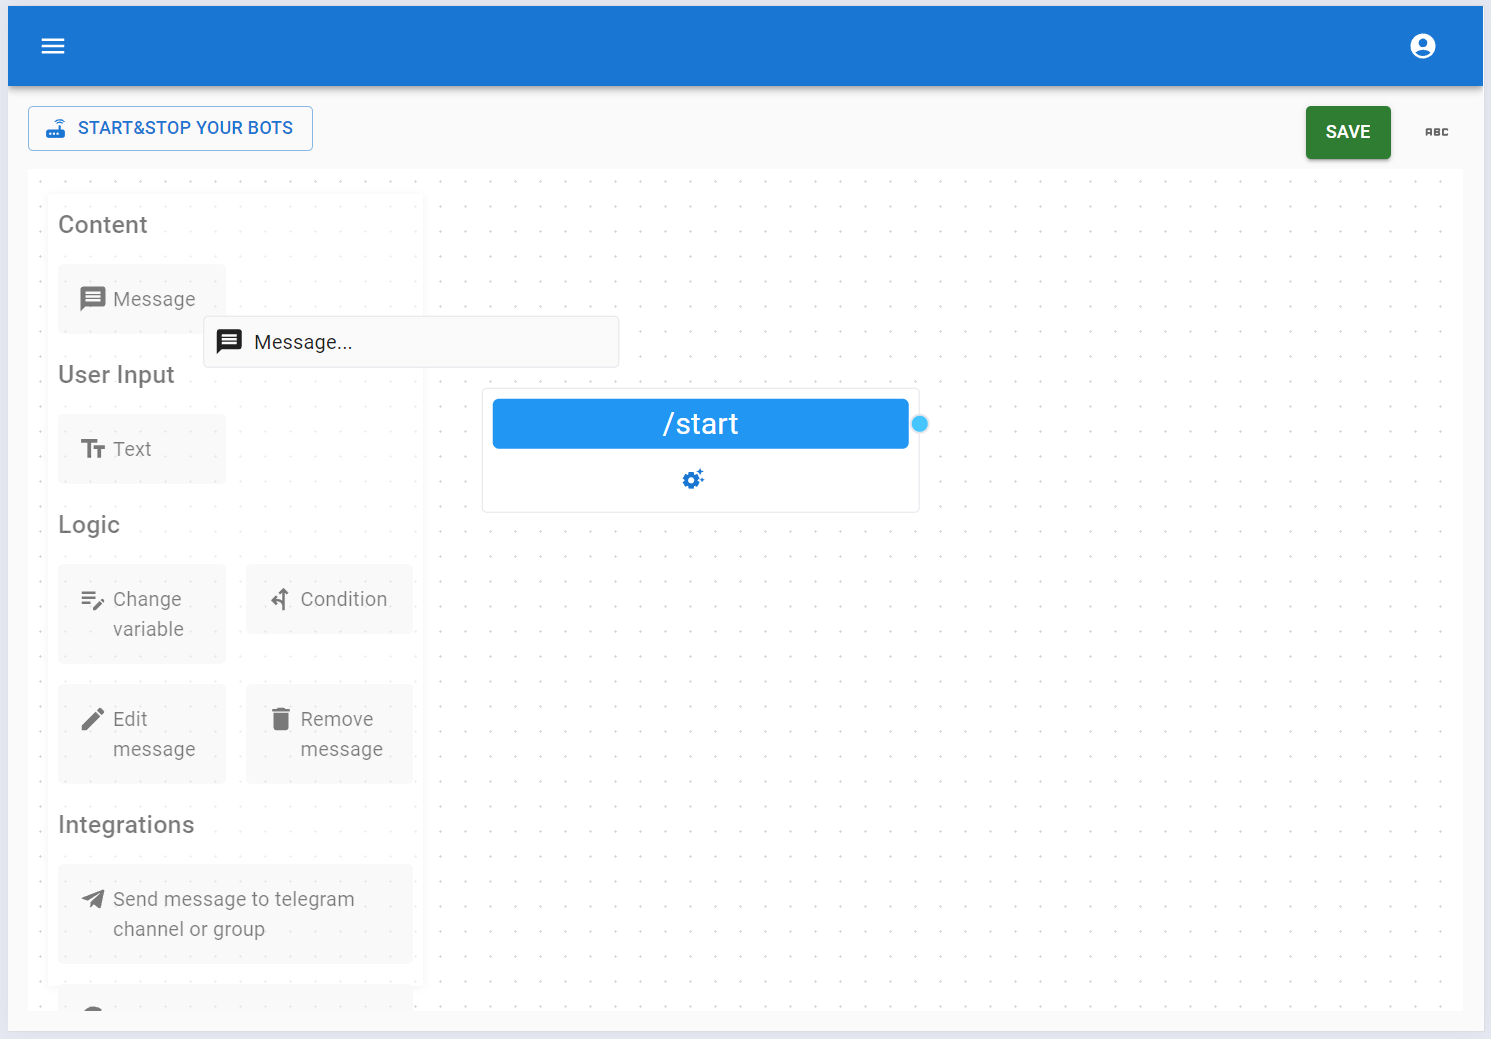 START&STOP YOUR BOTS
SAVE
ABC
Content
Message
Message...
User Input
/start
Text
Logic
Change
variable
Condition
Edit
message
Remove
message
Integrations
Send message to telegram
channel or group